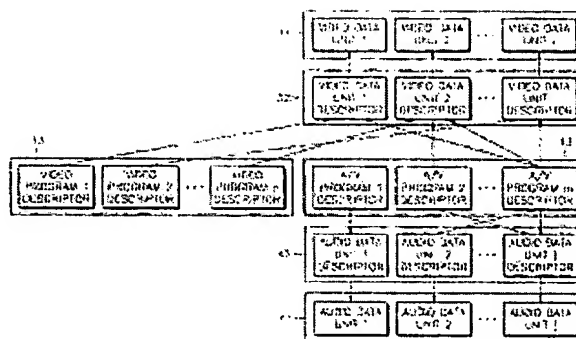 VIDEO DATA UNIT 1
VIDEO DATA UNIT 2
...
VIDEO DATA UNIT
VIDEO DATA UNIT 1 DESCRIPTOR
VIDEO DATA UNIT 2 DESCRIPTOR
...
VIDEO DATA UNIT DESCRIPTOR
VIDEO PROGRAM 1 DESCRIPTOR
VIDEO PROGRAM 2 DESCRIPTOR
...
VIDEO PROGRAM n DESCRIPTOR
A/V PROGRAM 1 DESCRIPTOR
A/V PROGRAM 2 DESCRIPTOR
...
A/V PROGRAM m DESCRIPTOR
AUDIO DATA UNIT 1 DESCRIPTOR
AUDIO DATA UNIT 2 DESCRIPTOR
...
AUDIO DATA UNIT DESCRIPTOR
AUDIO DATA UNIT 1
AUDIO DATA UNIT 2
...
AUDIO DATA UNIT